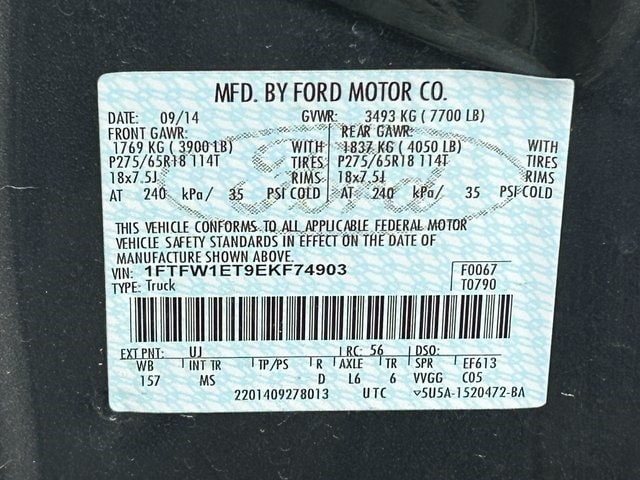 MFD. BY FORD MOTOR CO.
DATE: 09/14 GVWR: 3493 KG ( 7700 LB)
FRONT GAWR: REAR GAWR:
1769 KG ( 3900 LB) WITH 1837 KG ( 4050 LB) WITH
P275/65R18 114T TIRES P275/65R18 114T TIRES
18x7.5J RIMS 18x7.5J RIMS
AT 240 kPa/ 35 PSI COLD AT 240 kPa/ 35 PSI COLD
Ford
THIS VEHICLE CONFORMS TO ALL APPLICABLE FEDERAL MOTOR
VEHICLE SAFETY STANDARDS IN EFFECT ON THE DATE OF
MANUFACTURE SHOWN ABOVE.
VIN: 1FTFW1ET9EKF74903 F0067
TYPE: Truck T0790
EXT PNT: UJ RC: 56 DSO:
WB INT TR TP/PS R AXLE TR SPR EF613
157 MS D L6 6 VVGG C05
2201409278013 UTC 5U5A-1520472-BA